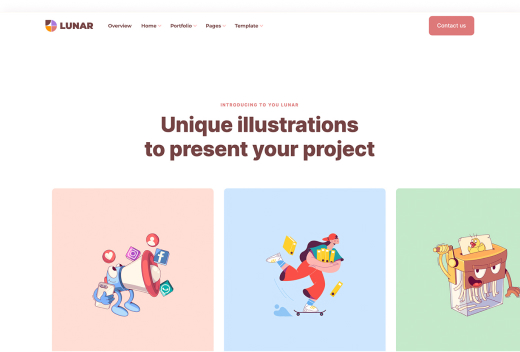 LUNAR
Overview Home Portfolio Pages Template
Contact us
INTRODUCING TO YOU LUNAR
Unique illustrations
to present your project